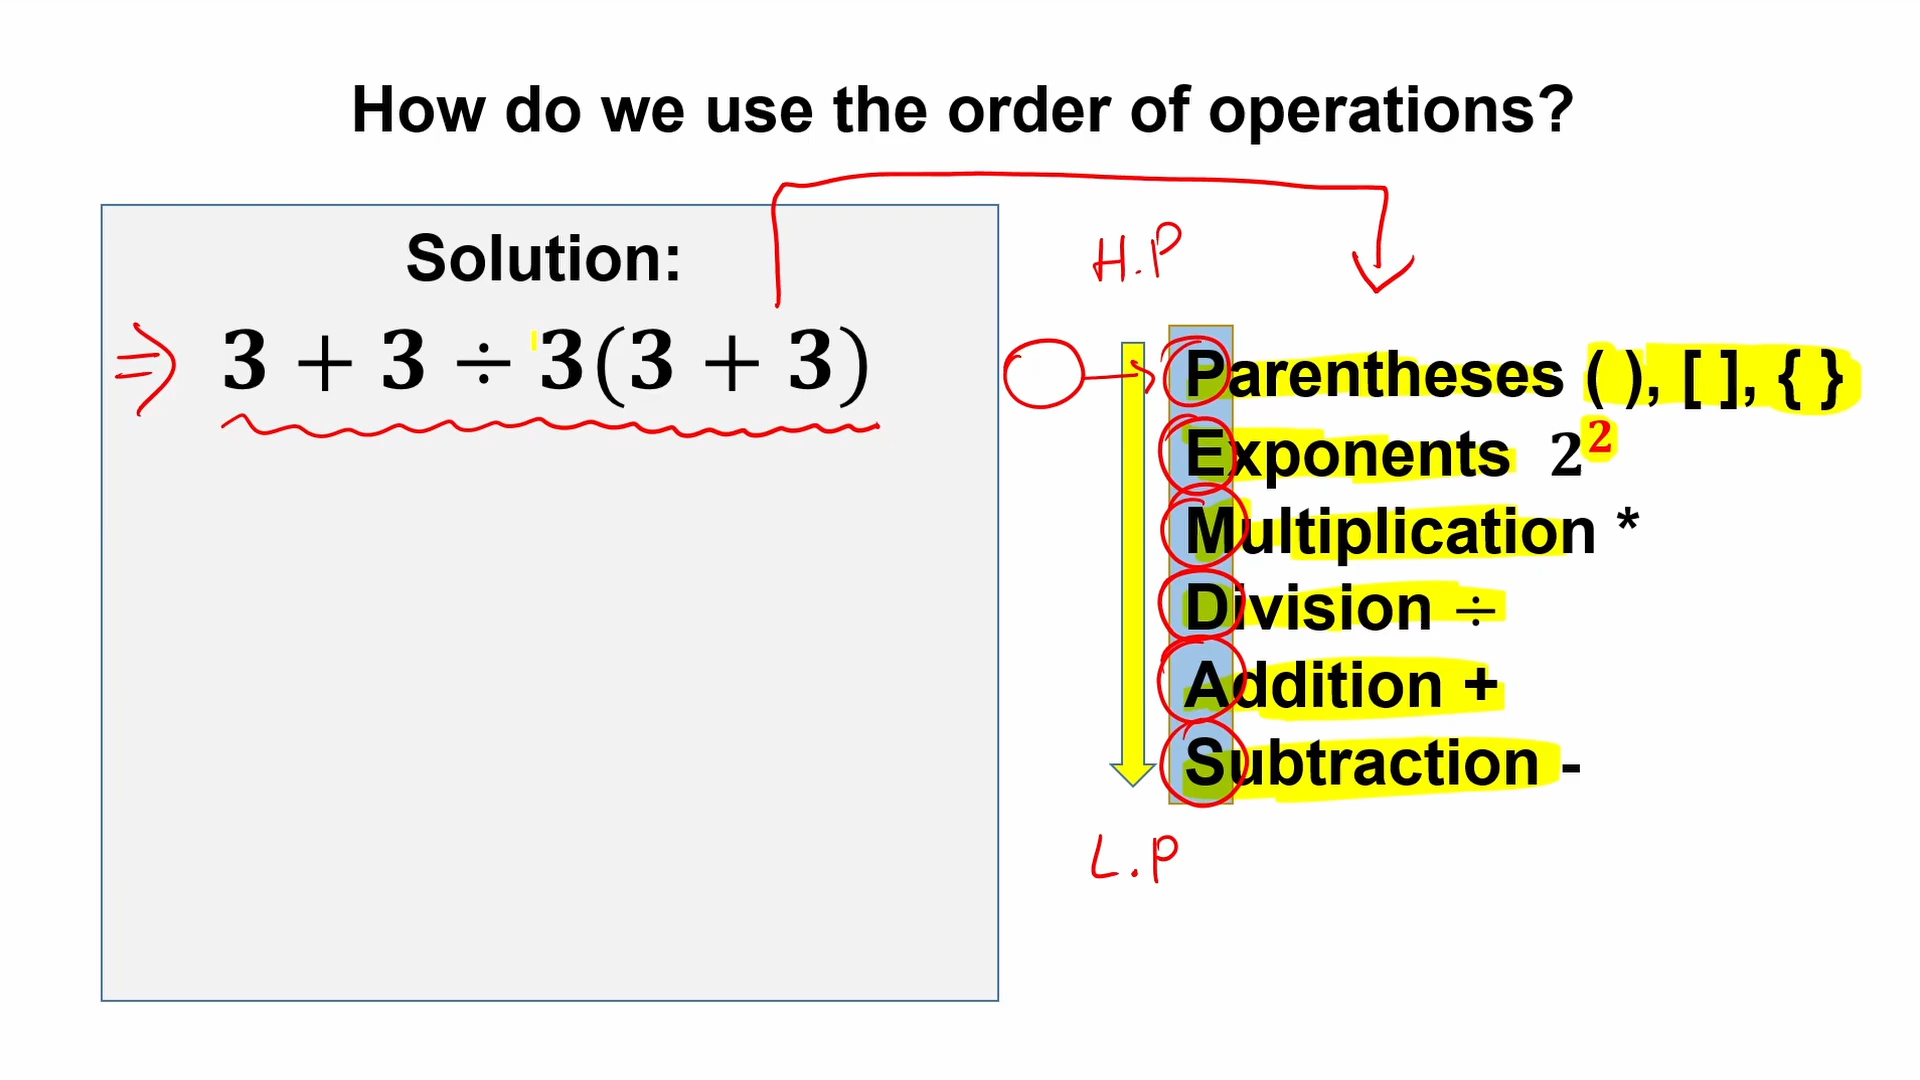 How do we use the order of operations?
Solution:
⇒ 3 + 3 ÷ 3(3 + 3)
H.P
Parentheses ( ), [ ], { }
Exponents 2²
Multiplication *
Division ÷
Addition +
Subtraction -
L.P